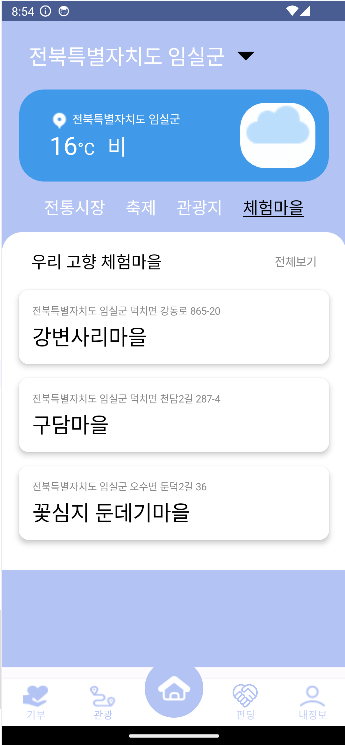 8:54
전북특별자치도 임실군
전북특별자치도 임실군
16°C 비
전통시장 축제 관광지 체험마을
우리 고향 체험마을 전체보기
전북특별자치도 임실군 덕치면 강동로 865-20
강변사리마을
전북특별자치도 임실군 덕치면 천담2길 287-4
구담마을
전북특별자치도 임실군 오수면 둔덕2길 36
꽃심지 둔데기마을
기부 관광 펀딩 내정보